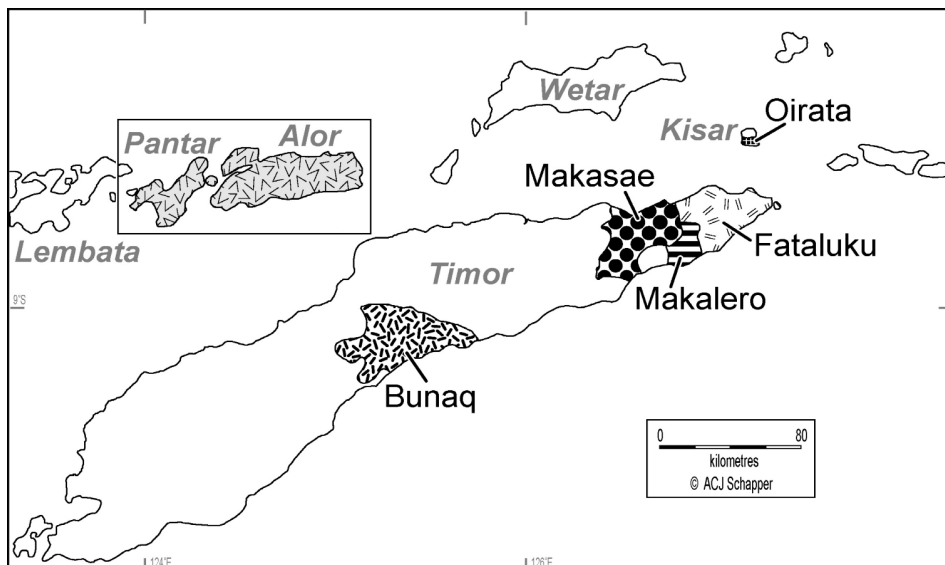 Wetar
Oirata
Kisar
Pantar
Alor
Makasae
Fataluku
Lembata
Timor
Makalero
9°S
Bunaq
0 80
kilometres
© ACJ Schapper
124°E
126°E